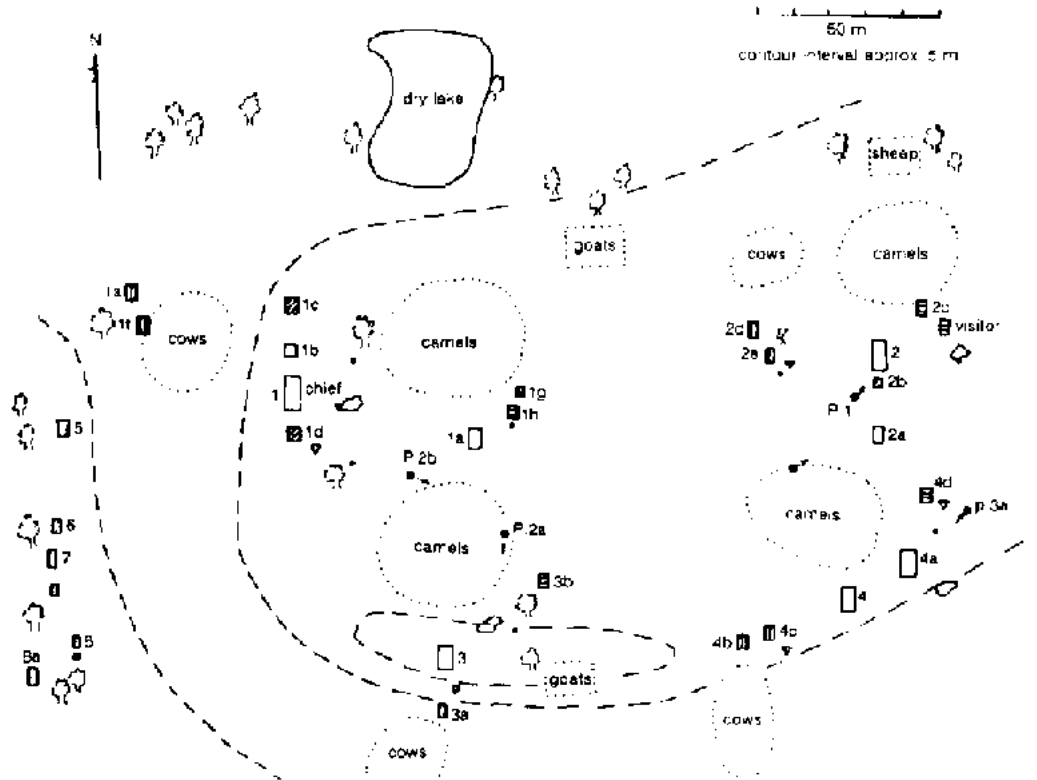 N
50 m
contour interval approx. 5 m
dry lake
sheep
goats
cows
camels
1a
1f
cows
1c
camels
2c
2d
visitor
1b
2e
2
1
chief
1g
2b
1h
P.1
5
1d
1a
2a
P.2b
4d
camels
p.3a
6
camels
P.2a
7
4a
3b
4
8
4b
4c
8a
3
goats
3a
cows
cows